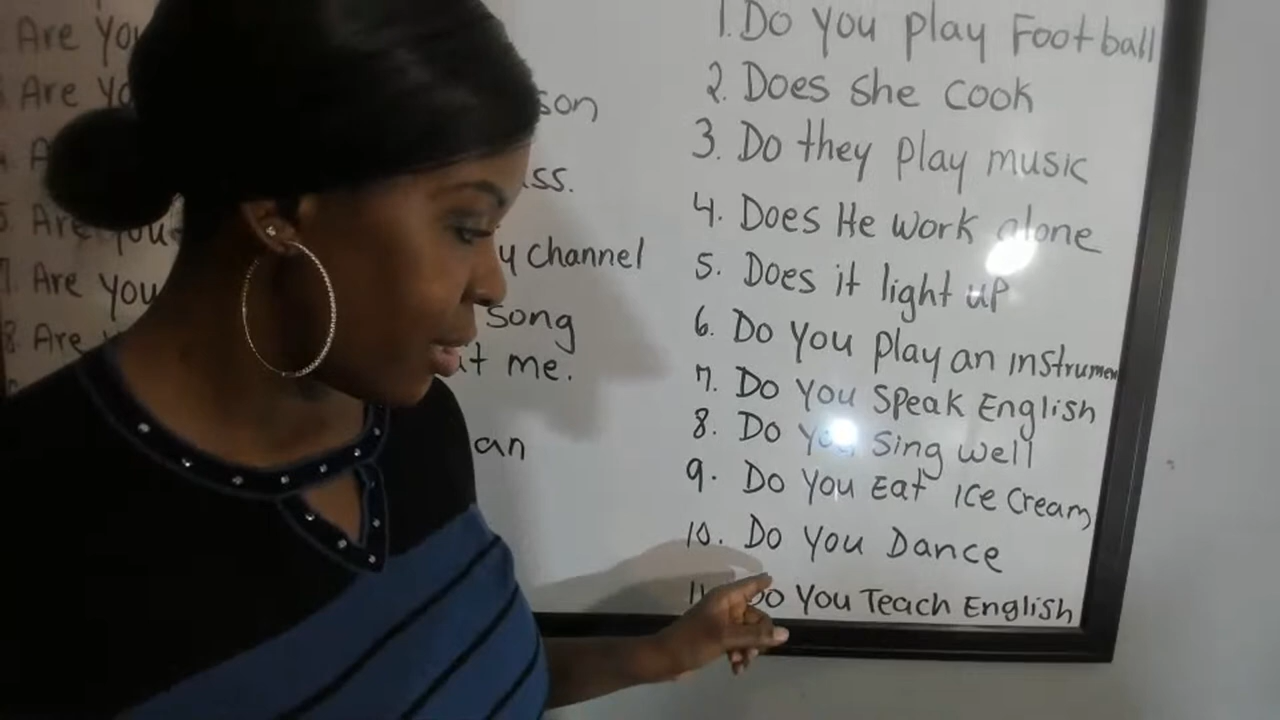 Are you
Are yo
Are you
Are you
Are
son
ss.
y channel
song
t me.
an
1. Do you play Football
2. Does she cook
3. Do they play music
4. Does He work alone
5. Does it light up
6. Do You play an instrumen
7. Do You Speak English
8. Do you Sing well
9. Do You Eat Ice Cream
10. Do You Dance
11. Do You Teach English